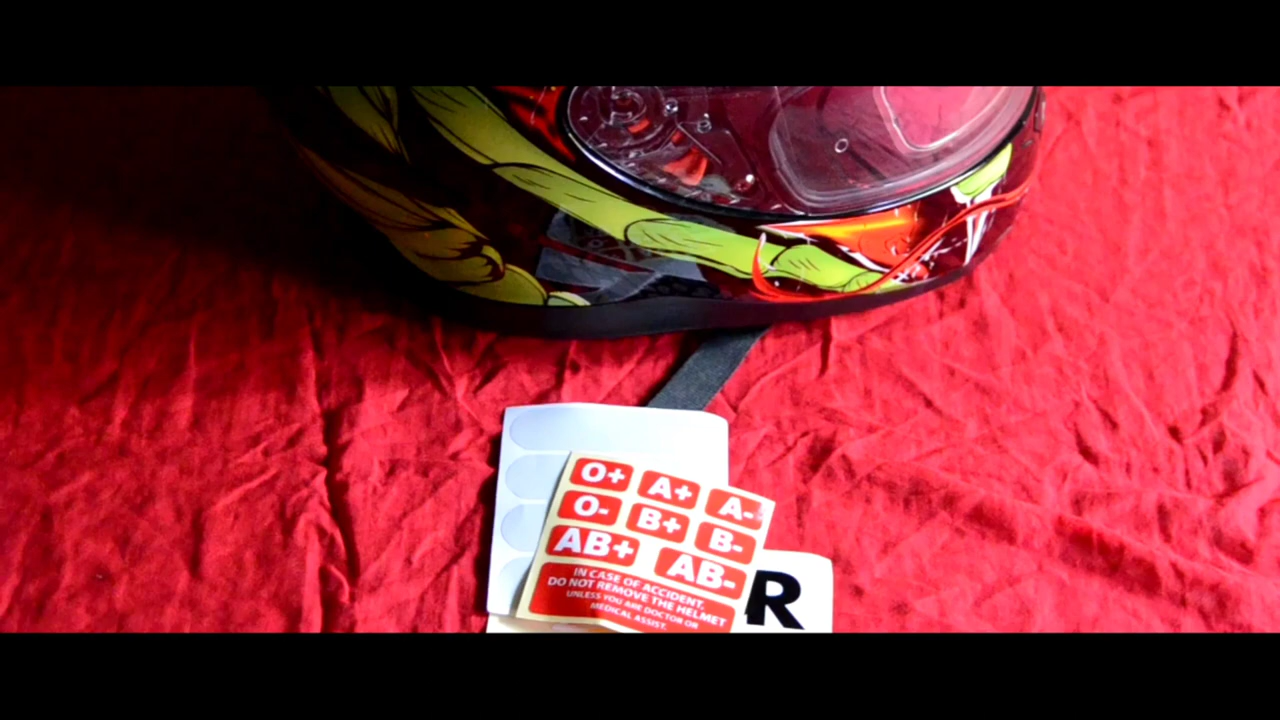 O+ A+ A-
O- B+ B-
AB+ AB-
IN CASE OF ACCIDENT.
DO NOT REMOVE THE HELMET
UNLESS YOU ARE DOCTOR OR
MEDICAL ASSIST.
R